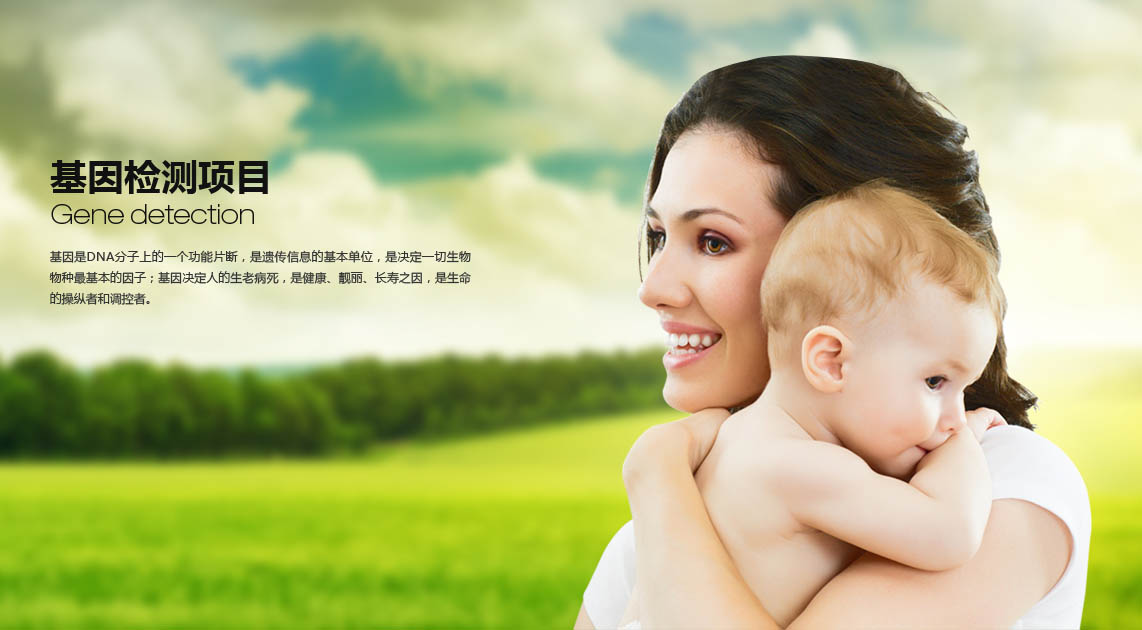 基因检测项目
Gene detection
基因是DNA分子上的一个功能片断，是遗传信息的基本单位，是决定一切生物
物种最基本的因子；基因决定人的生老病死，是健康、靓丽、长寿之因，是生命
的操纵者和调控者。